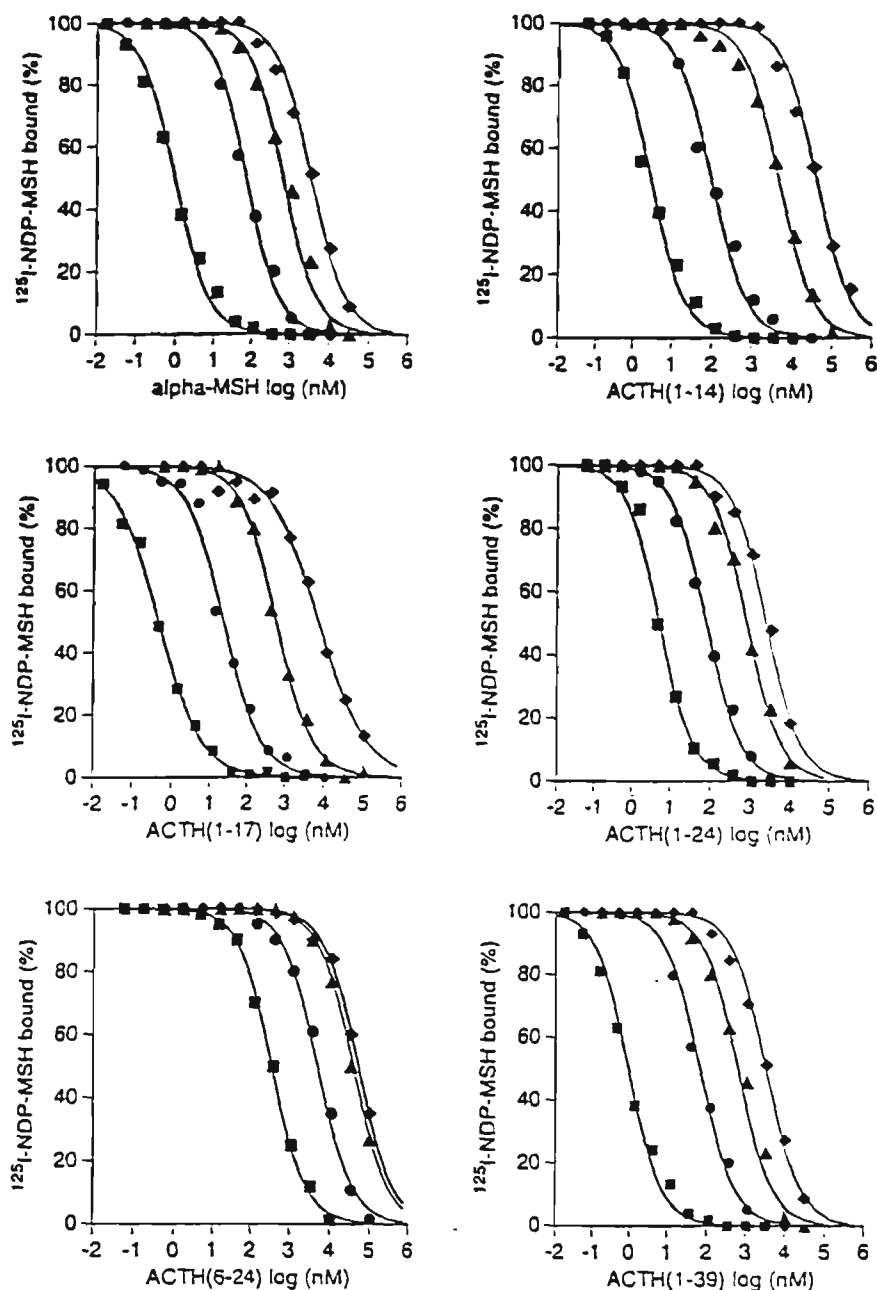 ¹²⁵I-NDP-MSH bound (%)
100
80
60
40
20
0
-2 -1 0 1 2 3 4 5 6
alpha-MSH log (nM)
¹²⁵I-NDP-MSH bound (%)
100
80
60
40
20
0
-2 -1 0 1 2 3 4 5 6
ACTH(1-14) log (nM)
¹²⁵I-NDP-MSH bound (%)
100
80
60
40
20
0
-2 -1 0 1 2 3 4 5 6
ACTH(1-17) log (nM)
¹²⁵I-NDP-MSH bound (%)
100
80
60
40
20
0
-2 -1 0 1 2 3 4 5 6
ACTH(1-24) log (nM)
¹²⁵I-NDP-MSH bound (%)
100
80
60
40
20
0
-2 -1 0 1 2 3 4 5 6
ACTH(6-24) log (nM)
¹²⁵I-NDP-MSH bound (%)
100
80
60
40
20
0
-2 -1 0 1 2 3 4 5 6
ACTH(1-39) log (nM)